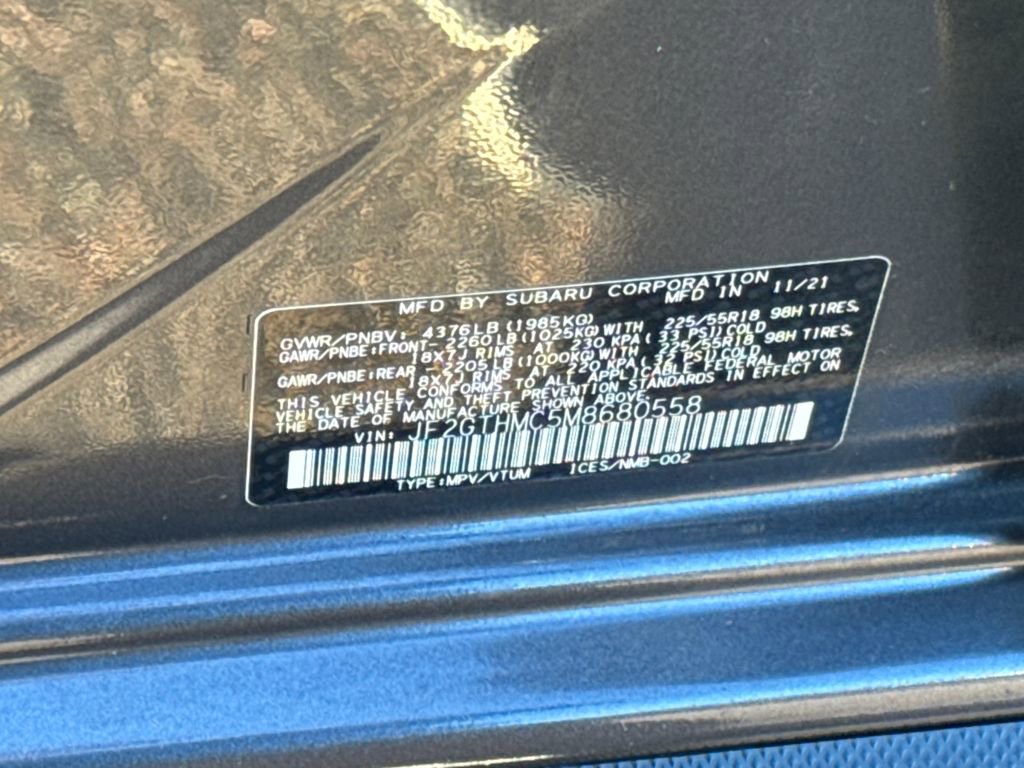 MFD BY SUBARU CORPORATION
MFD IN 11/21
GVWR/PNBV: 4376LB(1985KG)
GAWR/PNBE:FRONT- 2260LB(1025KG)WITH 225/55R18 98H TIRES,
18X7J RIMS AT 230 KPA(33 PSI)COLD
GAWR/PNBE:REAR -2205LB(1000KG)WITH 225/55R18 98H TIRES,
18X7J RIMS AT 220 KPA(32 PSI)COLD
THIS VEHICLE CONFORMS TO ALL APPLICABLE FEDERAL MOTOR
VEHICLE SAFETY AND THEFT PREVENTION STANDARDS IN EFFECT ON
THE DATE OF MANUFACTURE SHOWN ABOVE.
VIN: JF2GTHMC5M8680558
TYPE:MPV/VTUM ICES/NMB-002